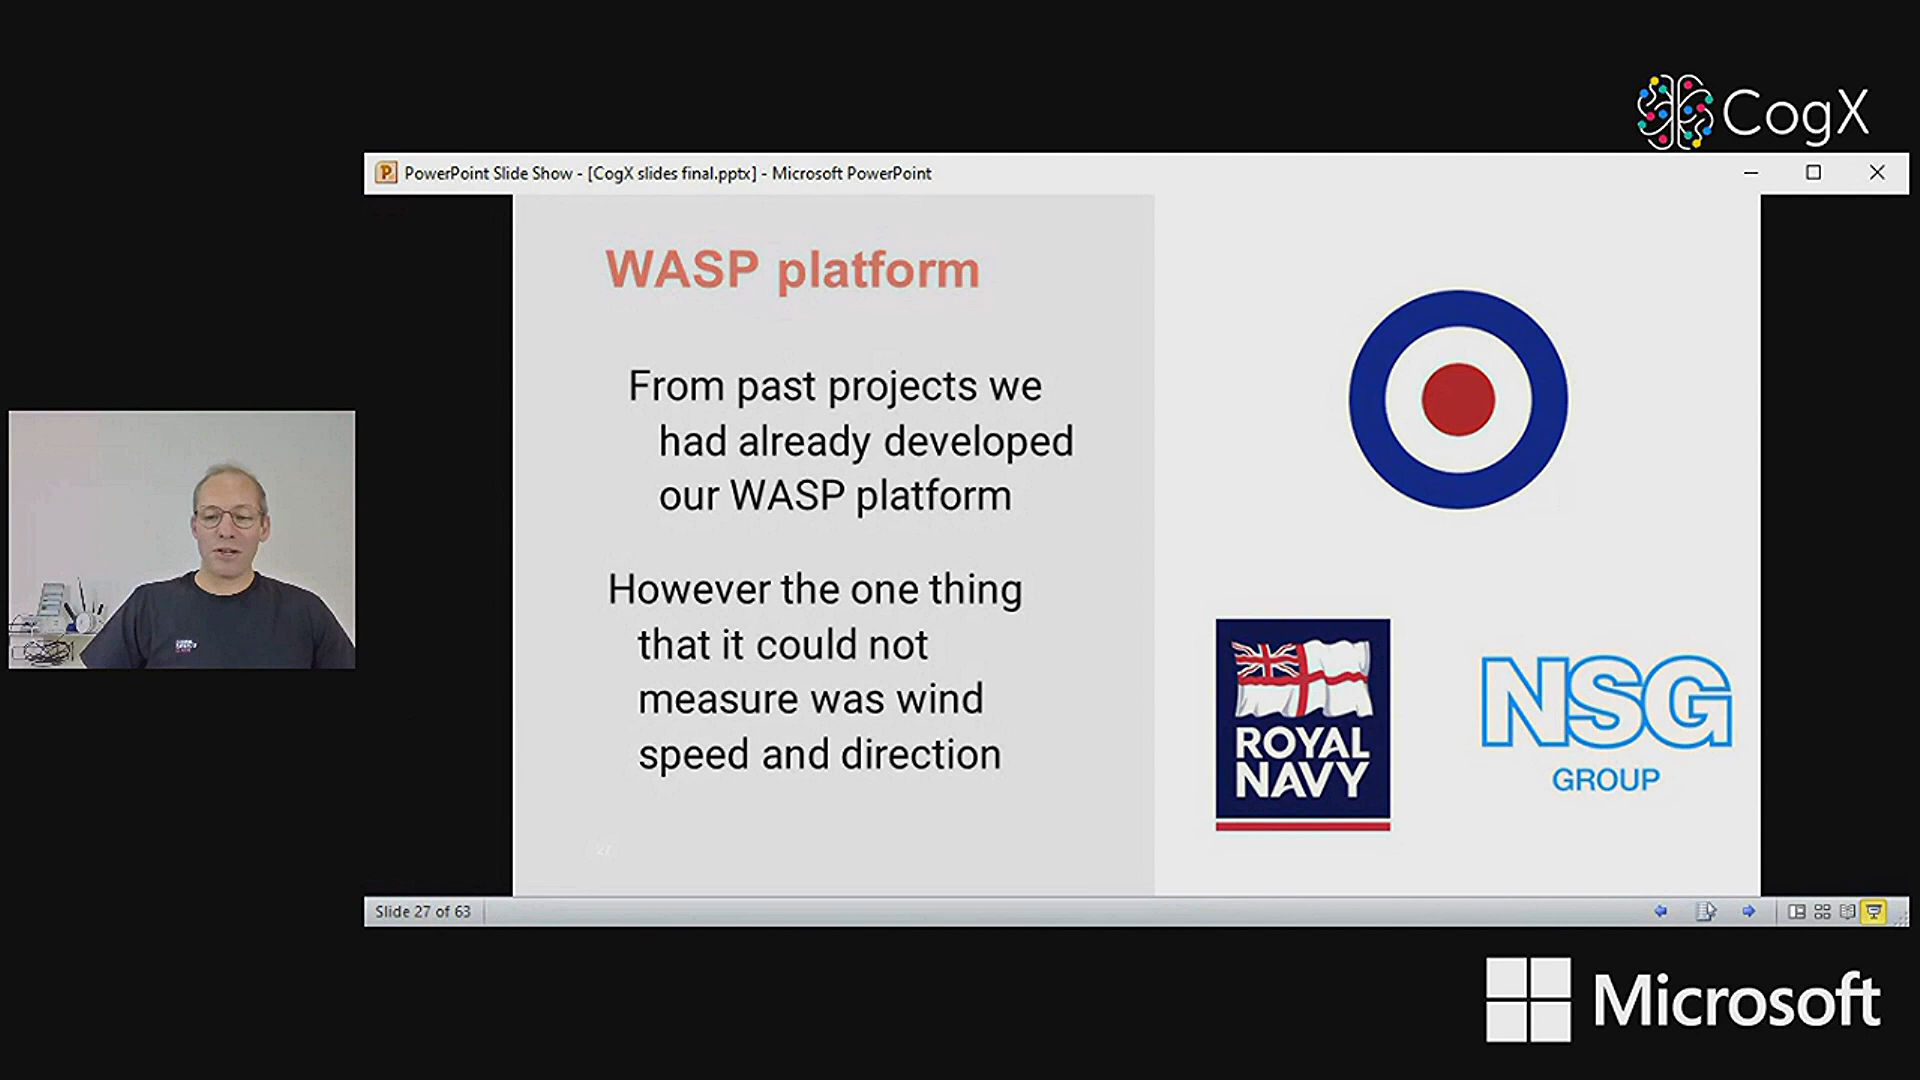 CogX
PowerPoint Slide Show - [CogX slides final.pptx] - Microsoft PowerPoint
WASP platform
From past projects we
had already developed
our WASP platform
However the one thing
that it could not
measure was wind
speed and direction
27
ROYAL
NAVY
NSG
GROUP
Slide 27 of 63
Microsoft